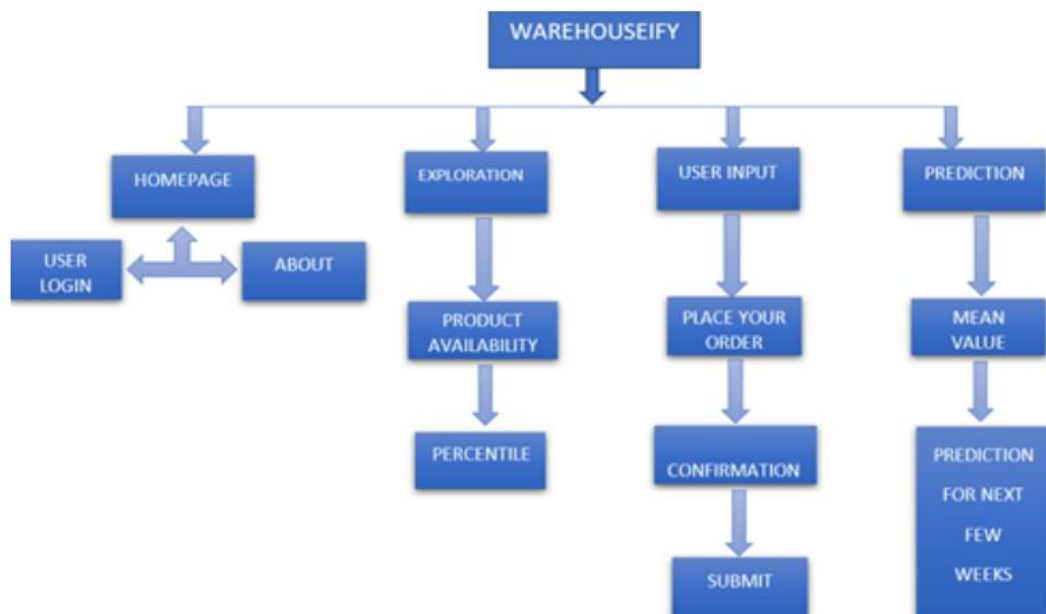 WAREHOUSEIFY
HOMEPAGE
EXPLORATION
USER INPUT
PREDICTION
USER
LOGIN
ABOUT
PRODUCT
AVAILABILITY
PLACE YOUR
ORDER
MEAN
VALUE
PERCENTILE
CONFIRMATION
PREDICTION
FOR NEXT
FEW
WEEKS
SUBMIT